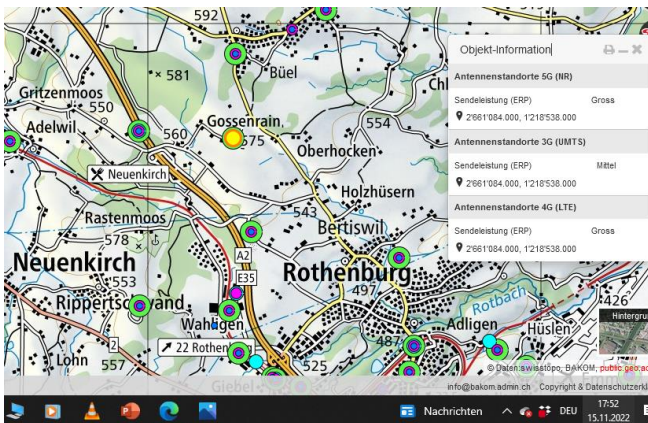 592
Objekt-Information
Antennenstandorte 5G (NR)
Sendeleistung (ERP) Gross
2'661'084.000, 1'218'538.000
Antennenstandorte 3G (UMTS)
Sendeleistung (ERP) Mittel
2'661'084.000, 1'218'538.000
Antennenstandorte 4G (LTE)
Sendeleistung (ERP) Gross
2'661'084.000, 1'218'538.000
Büel
581
Gritzenmoos
550
Adelwil
560
Gossenrain
575
554
Oberhocken
Neuenkirch
Holzhüsern
Rastenmoos
543
Bertiswil
578
A2
E35
Neuenkirch
553
Rothenburg
497
Rotbach
426
Hintergru
Adligen
Hüslen
487
22 Rothen
2
Lohn
557
525
© Daten:swisstopo, BAKOM, public.geo.ad
info@bakom.admin.ch Copyright & Datenschutzerkl
Nachrichten
DEU
17:52
15.11.2022